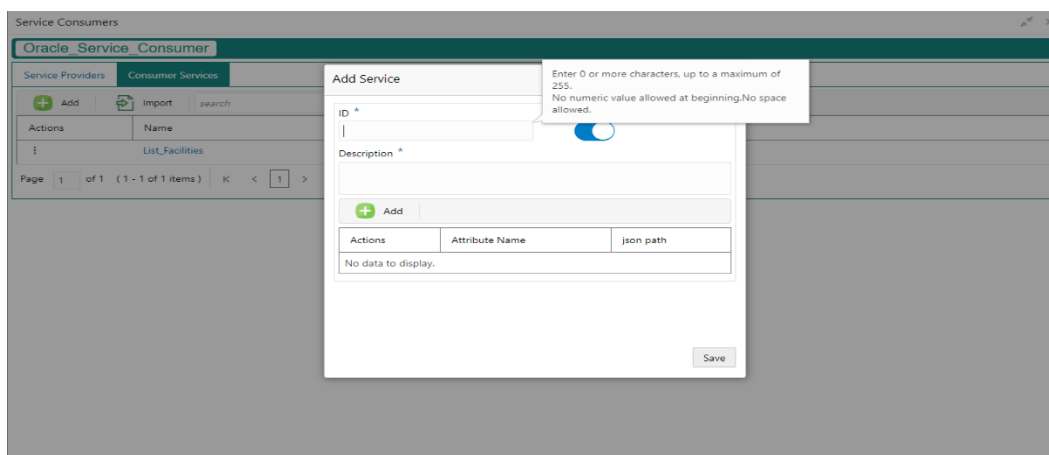 Service Consumers
Oracle_Service_Consumer
Service Providers Consumer Services
Add Import search
Actions Name
List_Facilities
Page 1 of 1 (1 - 1 of 1 items) K < 1 >
Add Service
Enter 0 or more characters, up to a maximum of
255.
No numeric value allowed at beginning.No space
allowed.
ID *
Description *
Add
Actions Attribute Name json path
No data to display.
Save